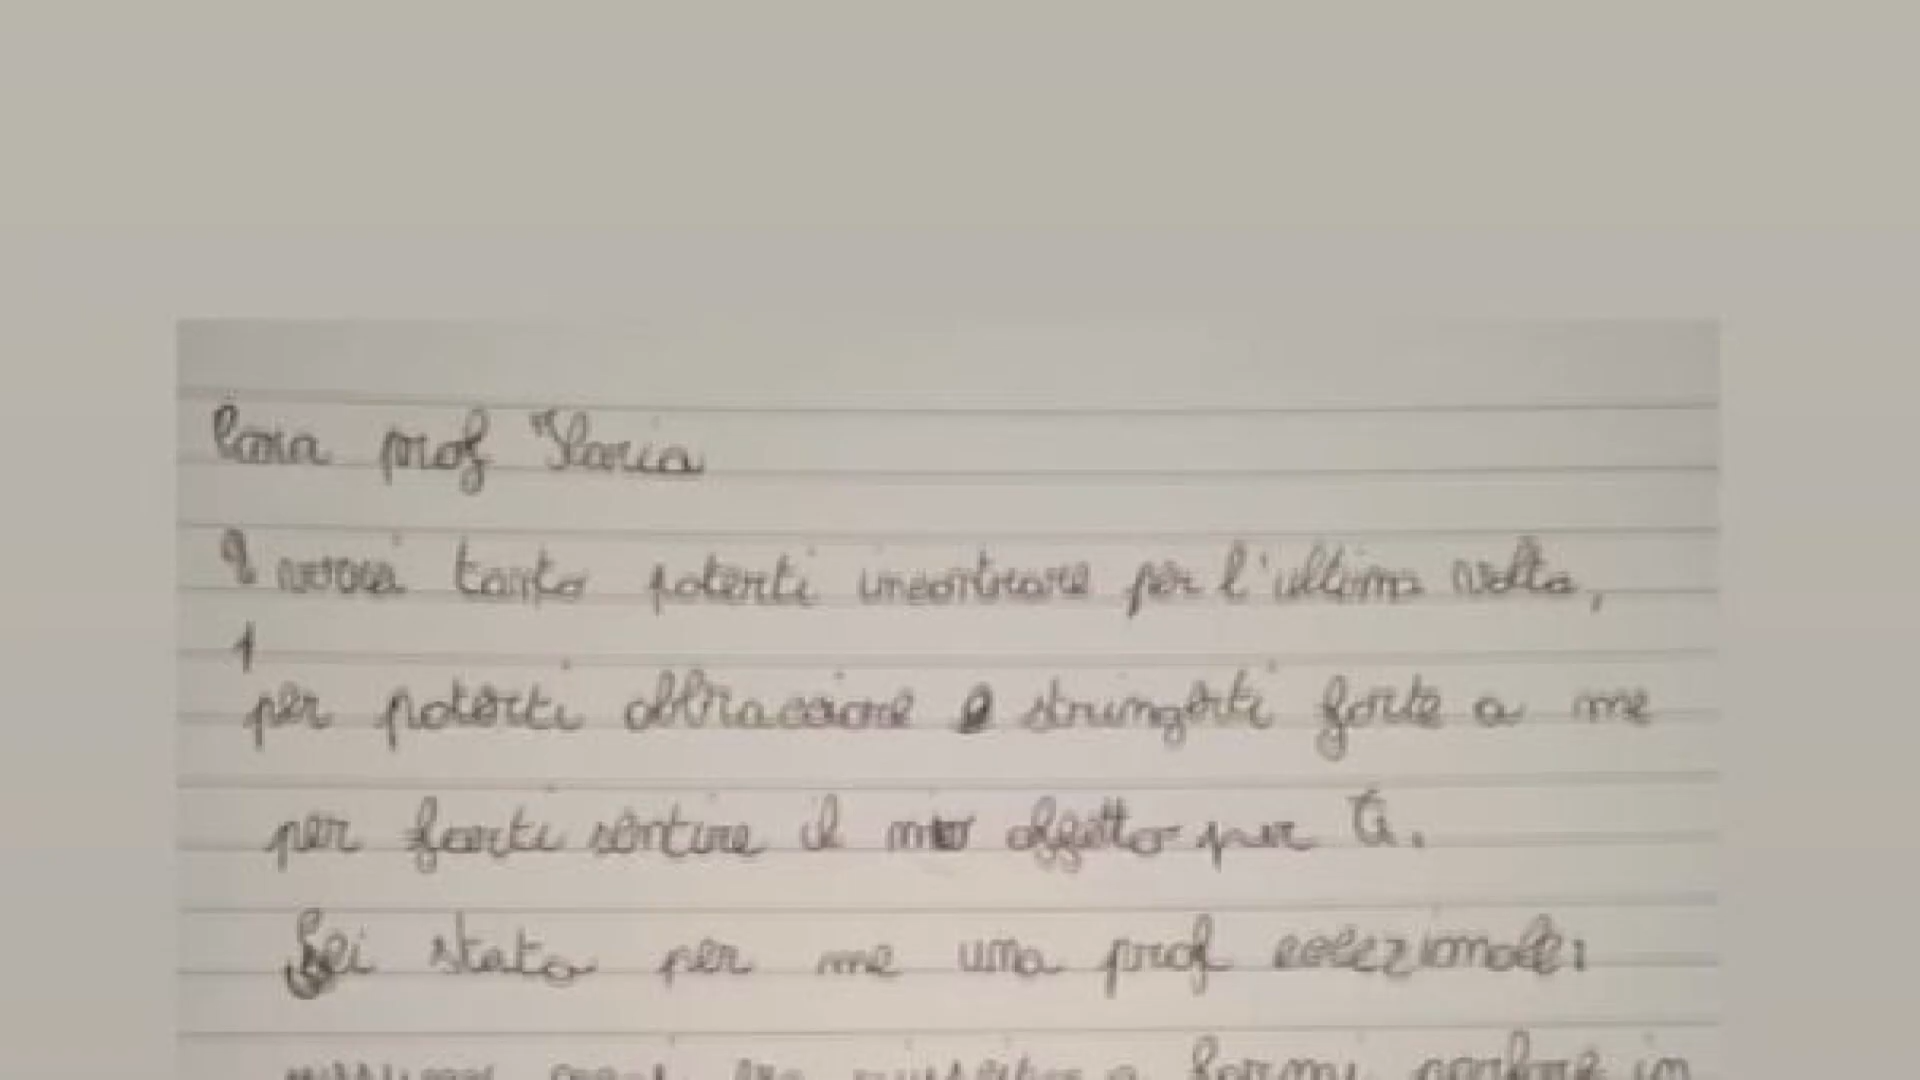 Cara prof Ilaria
vorrei tanto poterti incontrare per l'ultima volta,
per poterti abbracciare e stringerti forte a me
per farti sentire il mio affetto per te.
Sei stata per me una prof eccezionale: